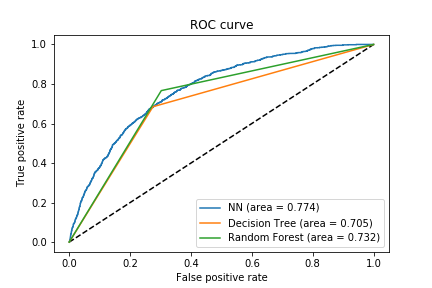 ROC curve
True positive rate
1.0
0.8
0.6
0.4
0.2
0.0
NN (area = 0.774)
Decision Tree (area = 0.705)
Random Forest (area = 0.732)
0.0 0.2 0.4 0.6 0.8 1.0
False positive rate